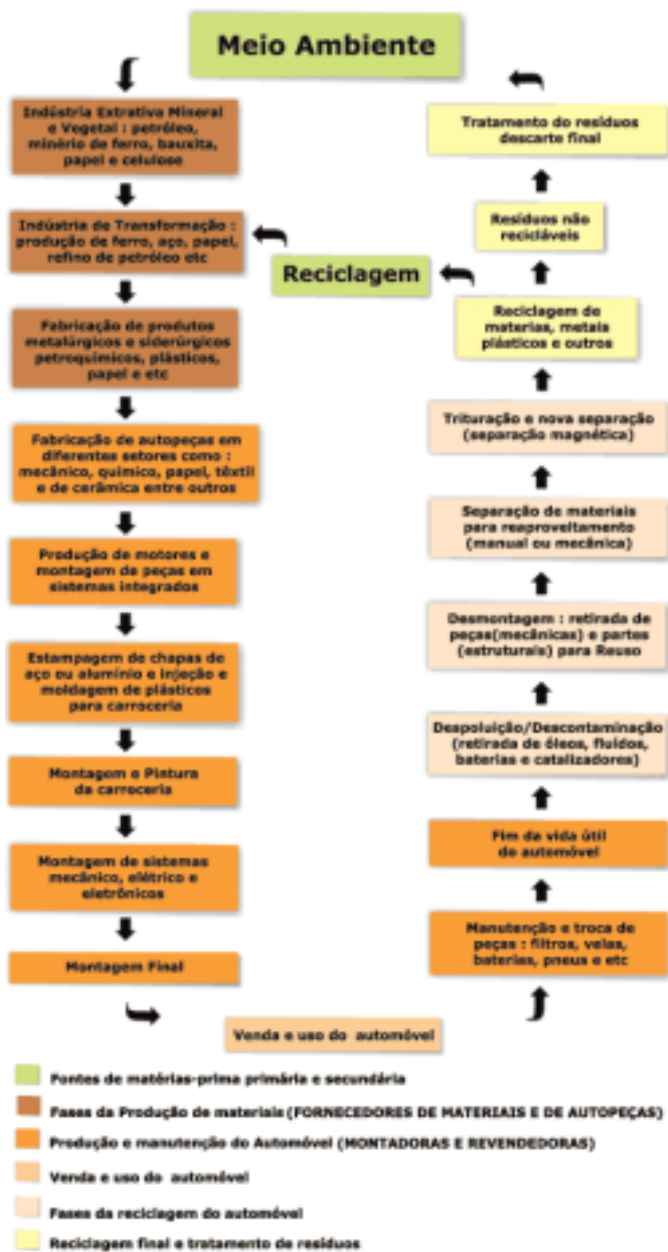 Meio Ambiente
Indústria Extrativa Mineral
e Vegetal : petróleo,
minério de ferro, bauxita,
papel e celulose
Indústria de Transformação :
produção de ferro, aço, papel,
refino de petróleo etc
Fabricação de produtos
metalúrgicos e siderúrgicos
petroquímicos, plásticos,
papel e etc
Fabricação de autopeças em
diferentes setores como :
mecânico, químico, papel, têxtil
e de cerâmica entre outros
Produção de motores e
montagem de peças em
sistemas integrados
Estampagem de chapas de
aço ou alumínio e injeção e
moldagem de plásticos
para carroceria
Montagem e Pintura
da carroceria
Montagem de sistemas
mecânico, elétrico e
eletrônicos
Montagem Final
Venda e uso do automóvel
Manutenção e troca de
peças : filtros, velas,
baterias, pneus e etc
Fim da vida útil
do automóvel
Despoluição/Descontaminação
(retirada de óleos, fluídos,
baterias e catalizadores)
Desmontagem : retirada de
peças(mecânicas) e partes
(estruturais) para Reuso
Separação de materiais
para reaproveitamento
(manual ou mecânica)
Trituração e nova separação
(separação magnética)
Reciclagem de
materias, metais
plásticos e outros
Reciclagem
Resíduos não
recicláveis
Tratamento do resíduos
descarte final
Fontes de matérias-prima primária e secundária
Fases da Produção de materiais (FORNECEDORES DE MATERIAIS E DE AUTOPEÇAS)
Produção e manutenção do Automóvel (MONTADORAS E REVENDEDORAS)
Venda e uso do automóvel
Fases da reciclagem do automóvel
Reciclagem final e tratamento de resíduos